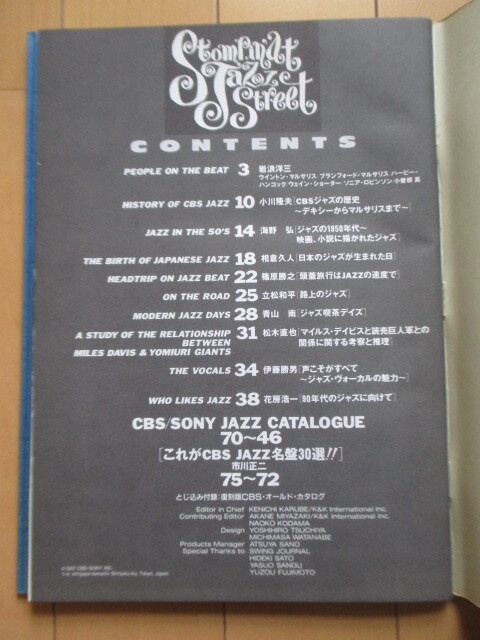 Stompin' At
Jazz
Street
CONTENTS
PEOPLE ON THE BEAT 3 岩浪洋三
ウイントン・マルサリス ブランフォード・マルサリス ハービー・
ハンコック ウェイン・ショーター ソニア・ロビンソン 小曽根 真
HISTORY OF CBS JAZZ 10 小川隆夫[CBSジャズの歴史
〜デキシーからマルサリスまで〜]
JAZZ IN THE 50'S 14 海野 弘[ジャズの1950年代〜
映画、小説に描かれたジャズ]
THE BIRTH OF JAPANESE JAZZ 18 相倉久人[日本のジャズが生まれた日]
HEADTRIP ON JAZZ BEAT 22 篠原勝之[頭蓋旅行はJAZZの速度で]
ON THE ROAD 25 立松和平[路上のジャズ]
MODERN JAZZ DAYS 28 青山 南[ジャズ喫茶デイズ]
A STUDY OF THE RELATIONSHIP 31 松木直也[マイルス・デイビスと読売巨人軍との
BETWEEN 関係に関する考察と推理]
MILES DAVIS & YOMIURI GIANTS
THE VOCALS 34 伊藤勝男[声こそがすべて
〜ジャズ・ヴォーカルの魅力〜]
WHO LIKES JAZZ 38 花房浩一[90年代のジャズに向けて]
CBS/SONY JAZZ CATALOGUE
70〜46
[これがCBS JAZZ名盤30選!!]
市川正二
75〜72
とじ込み付録:復刻版CBS・オールド・カタログ
Editor in Chief KENICHI KARUBE/K&K International Inc.
Contributing Editor AKANE MIYAZAKI/K&K International Inc.
NAOKO KODAMA
Design YOSHIHIRO TSUCHIYA
MICHIMASA WATANABE
Products Manager ATSUYA SANO
Special Thanks to SWING JOURNAL
HIDEKI SATO
YASUO SANGU
YUZOU FUJIMOTO
©1987 CBS/SONY INC.
Shinjuku-ku, Tokyo, Japan